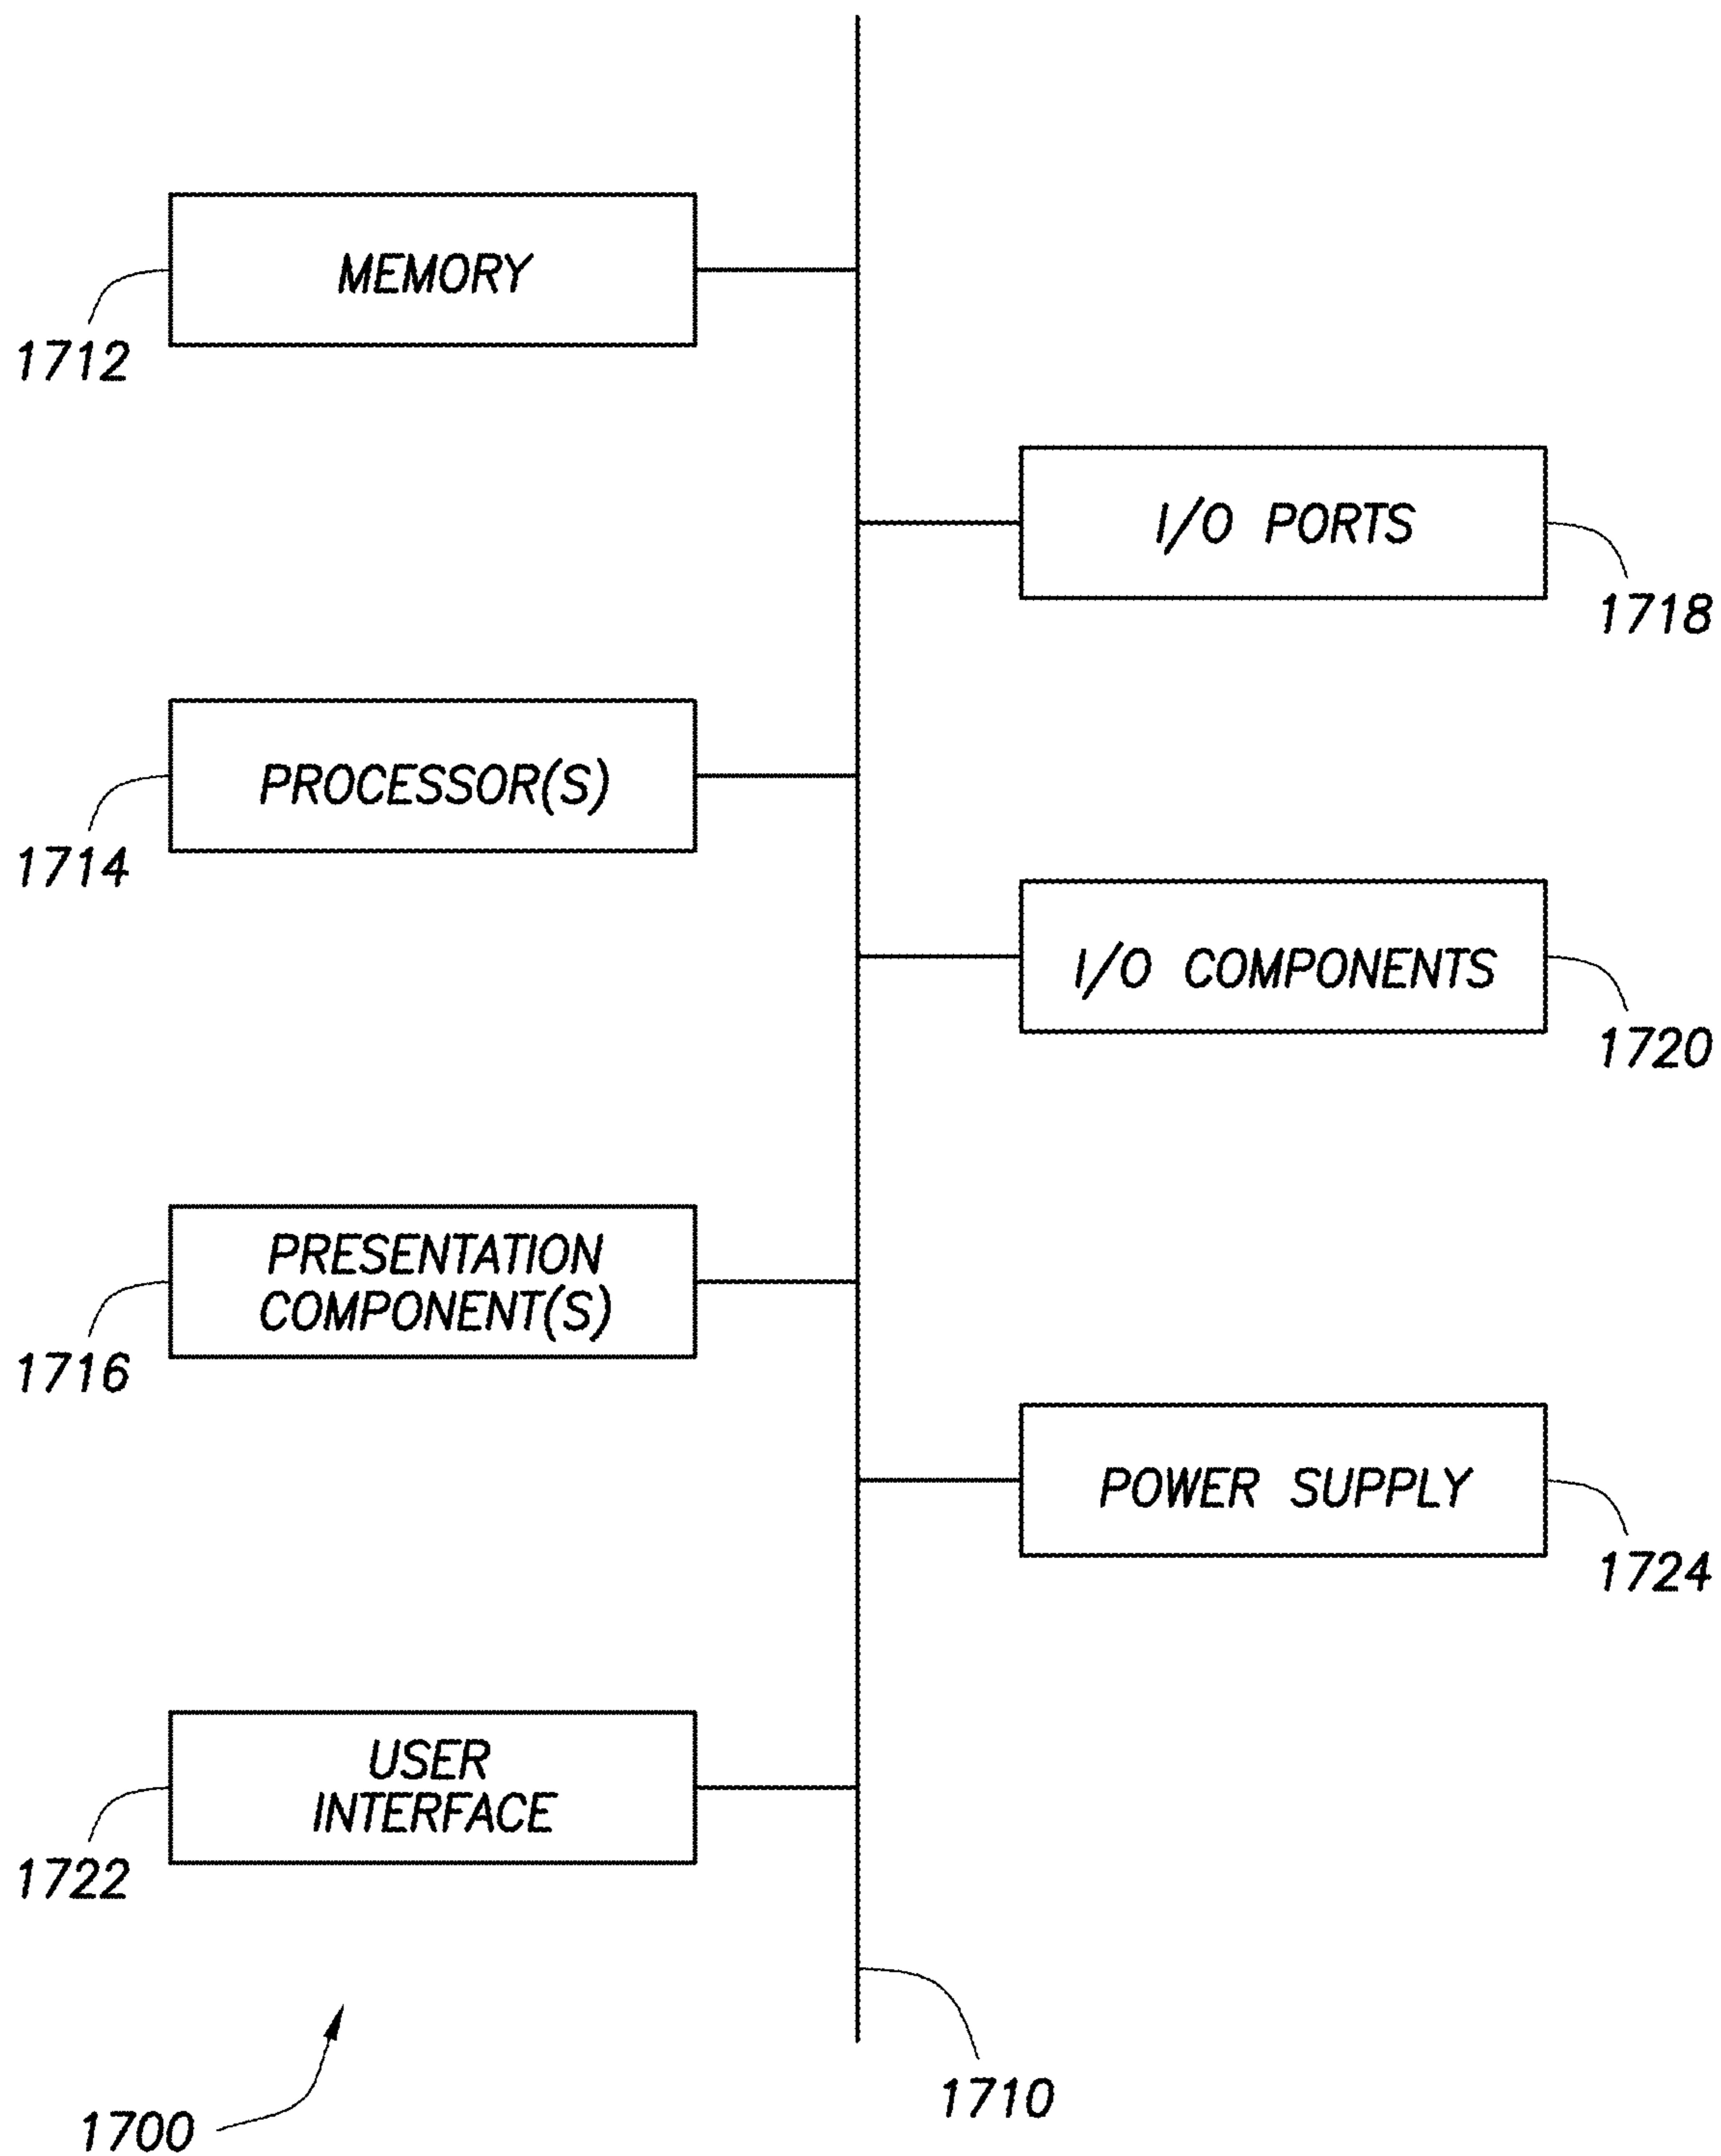 MEMORY
1712
I/O PORTS
1718
PROCESSOR(S)
1714
I/O COMPONENTS
1720
PRESENTATION
COMPONENT(S)
1716
POWER SUPPLY
1724
USER
INTERFACE
1722
1710
1700